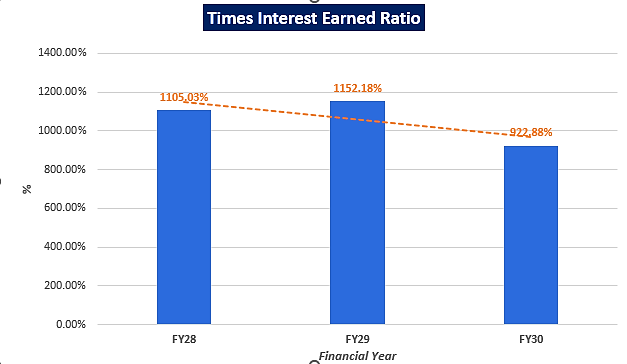 Times Interest Earned Ratio
1400.00%
1200.00%
1000.00%
800.00%
600.00%
400.00%
200.00%
0.00%
%
1105.03%
1152.18%
922.88%
FY28
FY29
FY30
Financial Year